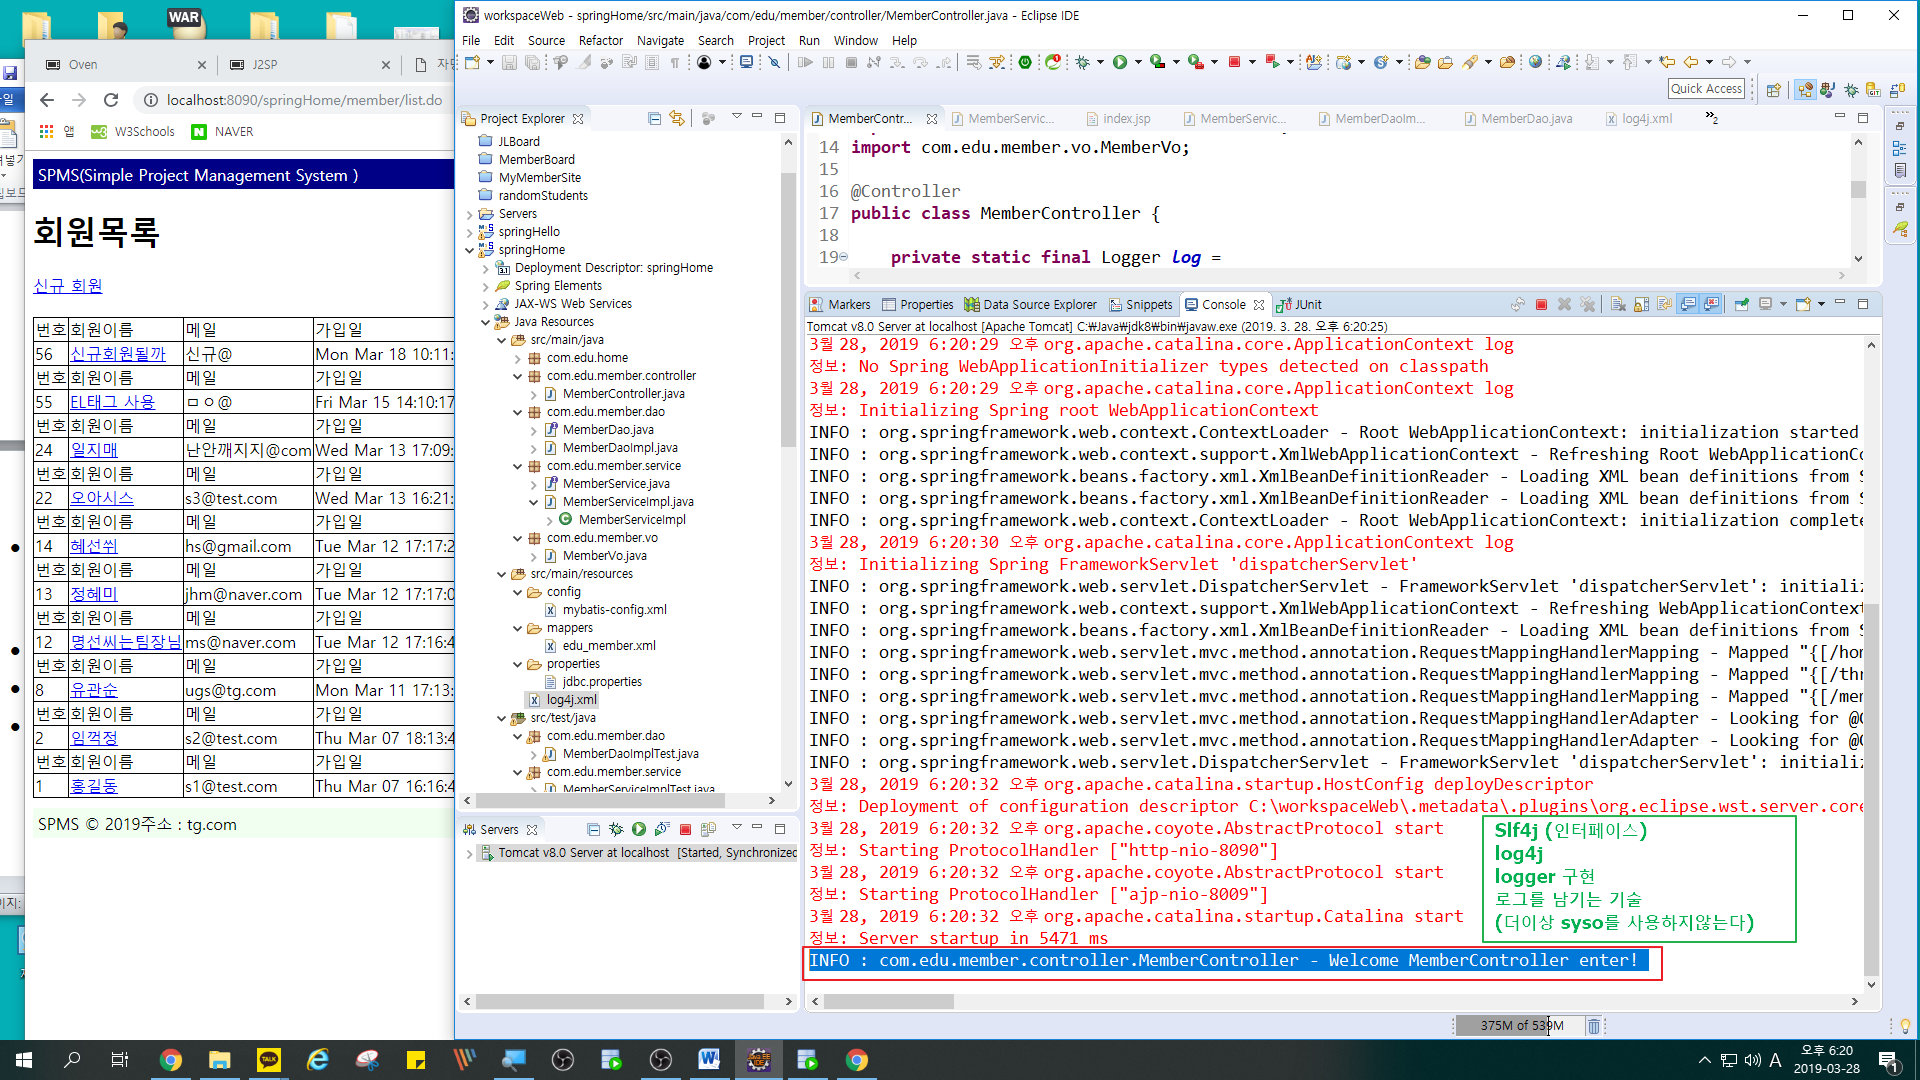 WAR
workspaceWeb - springHome/src/main/java/com/edu/member/controller/MemberController.java - Eclipse IDE
File Edit Source Refactor Navigate Search Project Run Window Help
Quick Access
Oven
J2SP
localhost:8090/springHome/member/list.do
앱 W3Schools NAVER
SPMS(Simple Project Management System )
회원목록
신규 회원
번호 회원이름 메일 가입일
56 신규회원될까 신규@ Mon Mar 18 10:11:
번호 회원이름 메일 가입일
55 EL태그 사용 ㅁㅇ@ Fri Mar 15 14:10:17
번호 회원이름 메일 가입일
24 일지매 난안깨지지@com Wed Mar 13 17:09:
번호 회원이름 메일 가입일
22 오아시스 s3@test.com Wed Mar 13 16:21:
번호 회원이름 메일 가입일
14 혜선쒸 hs@gmail.com Tue Mar 12 17:17:2
번호 회원이름 메일 가입일
13 정혜미 jhm@naver.com Tue Mar 12 17:17:0
번호 회원이름 메일 가입일
12 명선씨는팀장님 ms@naver.com Tue Mar 12 17:16:4
번호 회원이름 메일 가입일
8 유관순 ugs@tg.com Mon Mar 11 17:13:
번호 회원이름 메일 가입일
2 임꺽정 s2@test.com Thu Mar 07 18:13:4
번호 회원이름 메일 가입일
1 홍길동 s1@test.com Thu Mar 07 16:16:4
SPMS © 2019주소 : tg.com
Project Explorer
JLBoard
MemberBoard
MyMemberSite
randomStudents
Servers
springHello
springHome
Deployment Descriptor: springHome
Spring Elements
JAX-WS Web Services
Java Resources
src/main/java
com.edu.home
com.edu.member.controller
MemberController.java
com.edu.member.dao
MemberDao.java
MemberDaoImpl.java
com.edu.member.service
MemberService.java
MemberServiceImpl.java
MemberServiceImpl
com.edu.member.vo
MemberVo.java
src/main/resources
config
mybatis-config.xml
mappers
edu_member.xml
properties
jdbc.properties
log4j.xml
src/test/java
com.edu.member.dao
MemberDaoImplTest.java
com.edu.member.service
MemberServiceImplTest.java
Servers
Tomcat v8.0 Server at localhost [Started, Synchronized
MemberContr... MemberServic... index.jsp MemberServic... MemberDaoIm... MemberDao.java log4j.xml »2
14 import com.edu.member.vo.MemberVo;
15
16 @Controller
17 public class MemberController {
18
19 private static final Logger log =
Markers Properties Data Source Explorer Snippets Console JUnit
Tomcat v8.0 Server at localhost [Apache Tomcat] C:₩Java₩jdk8₩bin₩javaw.exe (2019. 3. 28. 오후 6:20:25)
3월 28, 2019 6:20:29 오후 org.apache.catalina.core.ApplicationContext log
정보: No Spring WebApplicationInitializer types detected on classpath
3월 28, 2019 6:20:29 오후 org.apache.catalina.core.ApplicationContext log
정보: Initializing Spring root WebApplicationContext
INFO : org.springframework.web.context.ContextLoader - Root WebApplicationContext: initialization started
INFO : org.springframework.web.context.support.XmlWebApplicationContext - Refreshing Root WebApplicationCo
INFO : org.springframework.beans.factory.xml.XmlBeanDefinitionReader - Loading XML bean definitions from S
INFO : org.springframework.beans.factory.xml.XmlBeanDefinitionReader - Loading XML bean definitions from S
INFO : org.springframework.web.context.ContextLoader - Root WebApplicationContext: initialization complete
3월 28, 2019 6:20:30 오후 org.apache.catalina.core.ApplicationContext log
정보: Initializing Spring FrameworkServlet 'dispatcherServlet'
INFO : org.springframework.web.servlet.DispatcherServlet - FrameworkServlet 'dispatcherServlet': initializ
INFO : org.springframework.web.context.support.XmlWebApplicationContext - Refreshing WebApplicationContext
INFO : org.springframework.beans.factory.xml.XmlBeanDefinitionReader - Loading XML bean definitions from S
INFO : org.springframework.web.servlet.mvc.method.annotation.RequestMappingHandlerMapping - Mapped "{[/hom
INFO : org.springframework.web.servlet.mvc.method.annotation.RequestMappingHandlerMapping - Mapped "{[/thr
INFO : org.springframework.web.servlet.mvc.method.annotation.RequestMappingHandlerMapping - Mapped "{[/mem
INFO : org.springframework.web.servlet.mvc.method.annotation.RequestMappingHandlerAdapter - Looking for @C
INFO : org.springframework.web.servlet.mvc.method.annotation.RequestMappingHandlerAdapter - Looking for @C
INFO : org.springframework.web.servlet.DispatcherServlet - FrameworkServlet 'dispatcherServlet': initializ
3월 28, 2019 6:20:32 오후 org.apache.catalina.startup.HostConfig deployDescriptor
정보: Deployment of configuration descriptor C:\workspaceWeb\.metadata\.plugins\org.eclipse.wst.server.core
3월 28, 2019 6:20:32 오후 org.apache.coyote.AbstractProtocol start
정보: Starting ProtocolHandler ["http-nio-8090"]
3월 28, 2019 6:20:32 오후 org.apache.coyote.AbstractProtocol start
정보: Starting ProtocolHandler ["ajp-nio-8009"]
3월 28, 2019 6:20:32 오후 org.apache.catalina.startup.Catalina start
정보: Server startup in 5471 ms
INFO : com.edu.member.controller.MemberController - Welcome MemberController enter!
Slf4j (인터페이스)
log4j
logger 구현
로그를 남기는 기술
(더이상 syso를 사용하지않는다)
375M of 539M
TALK
A
오후 6:20
2019-03-28
1